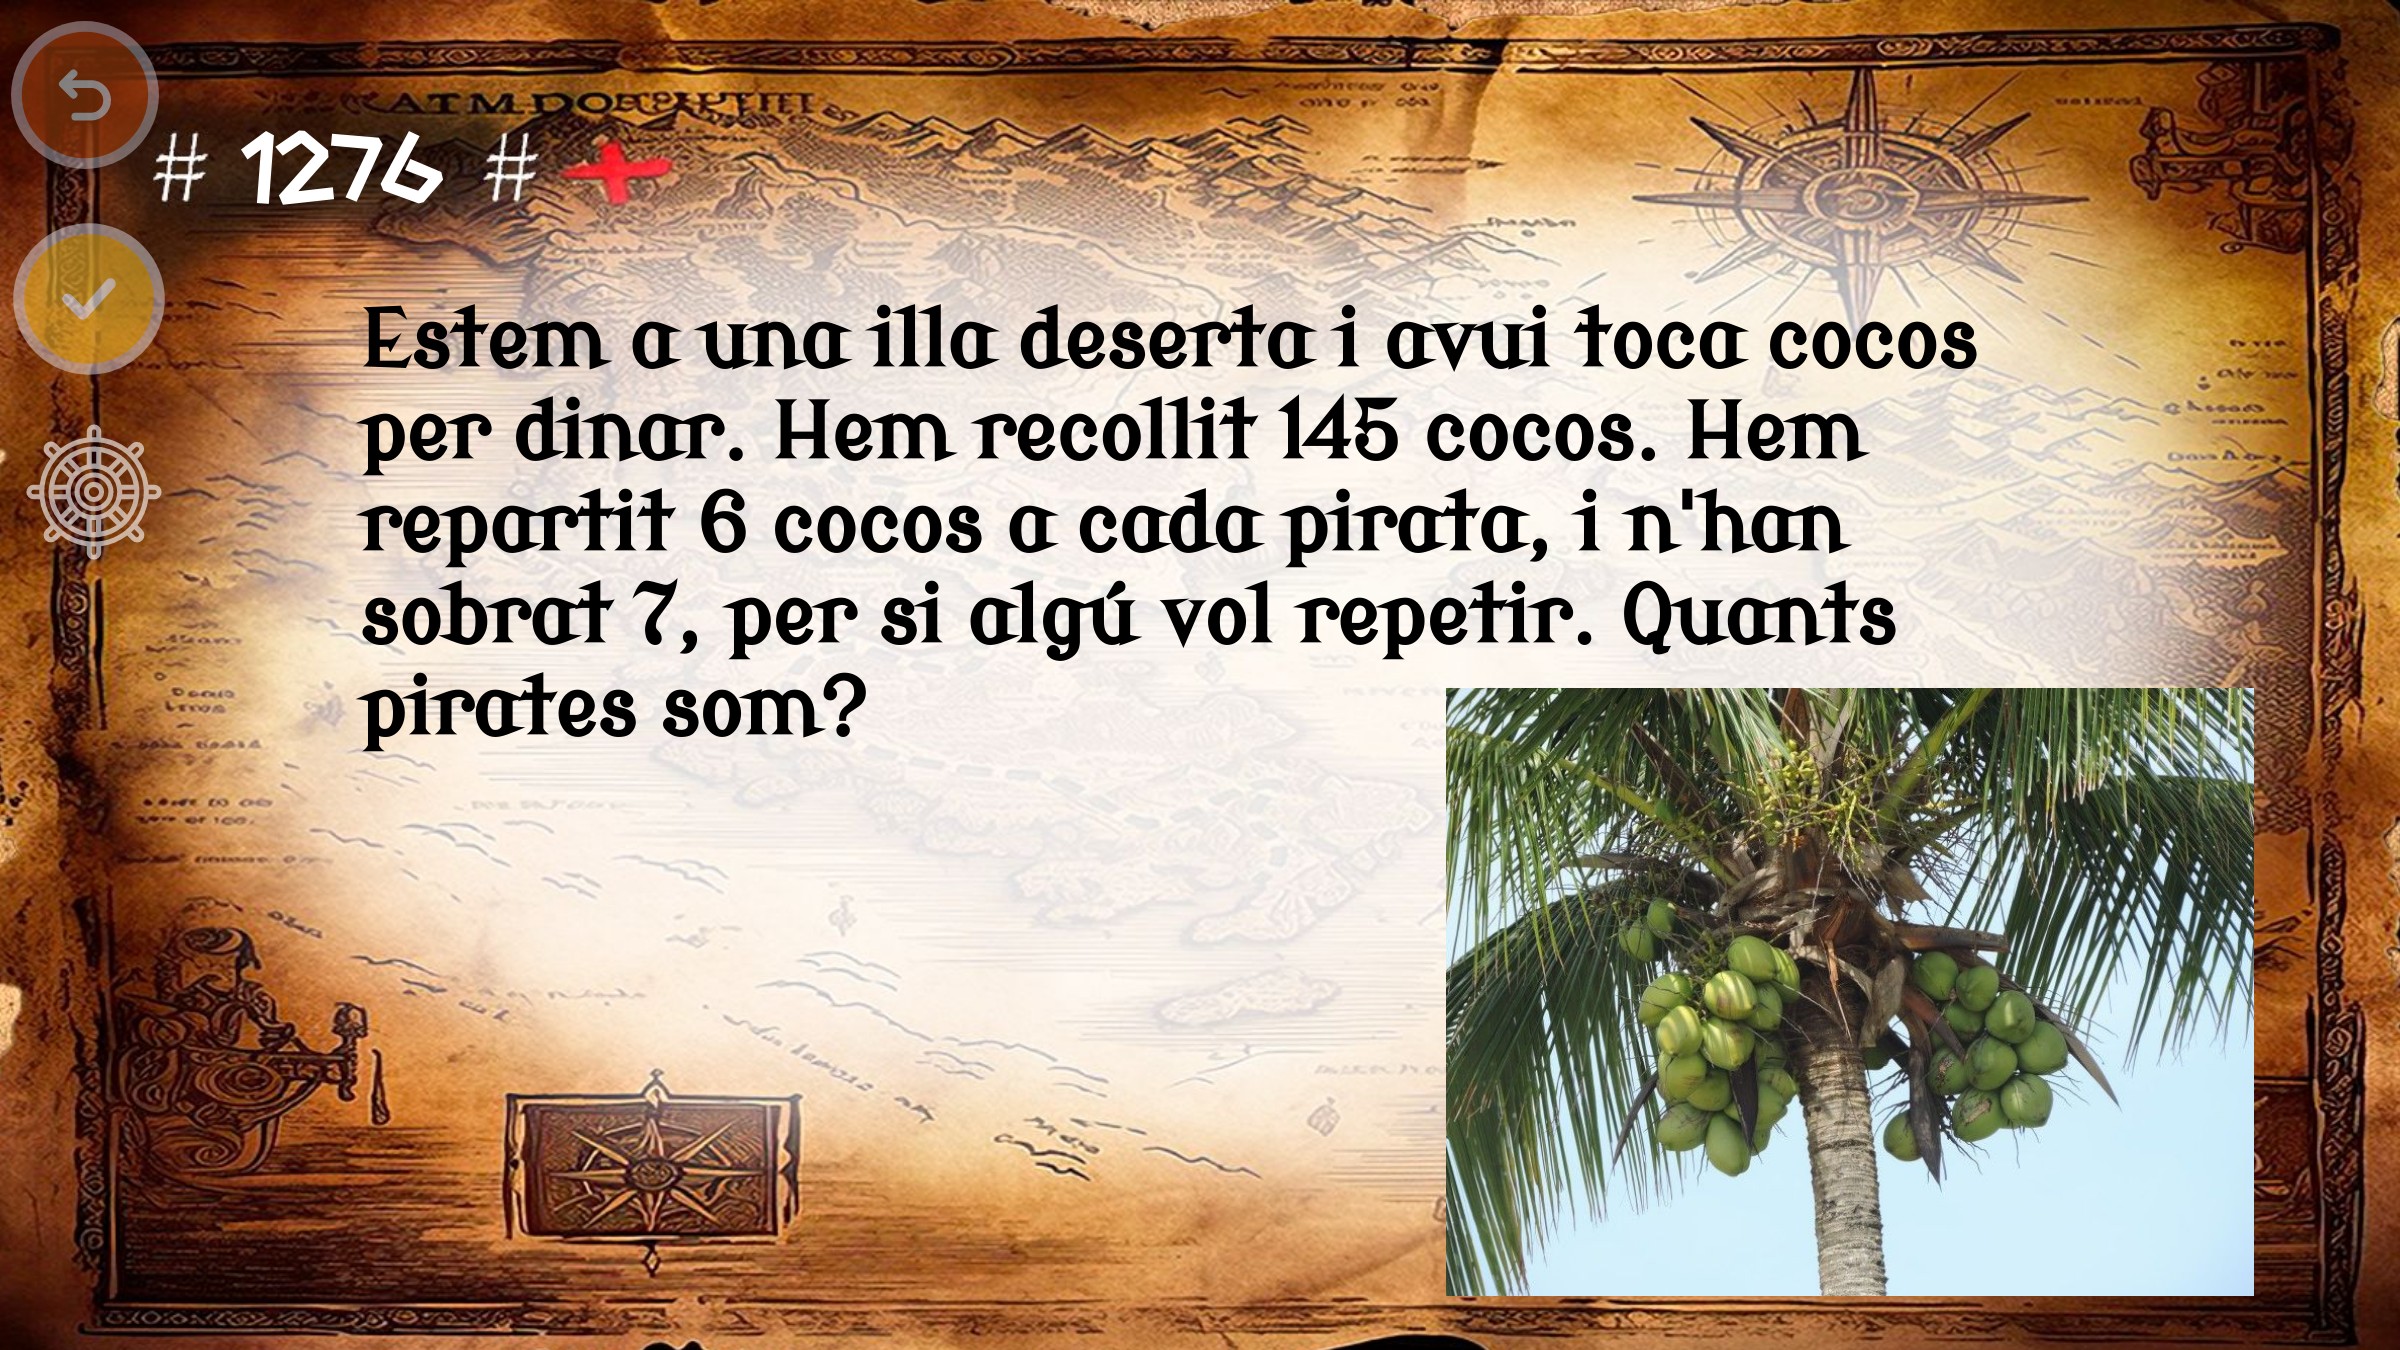 # 1276 #
Estem a una illa deserta i avui toca cocos
per dinar. Hem recollit 145 cocos. Hem
repartit 6 cocos a cada pirata, i n'han
sobrat 7, per si algú vol repetir. Quants
pirates som?